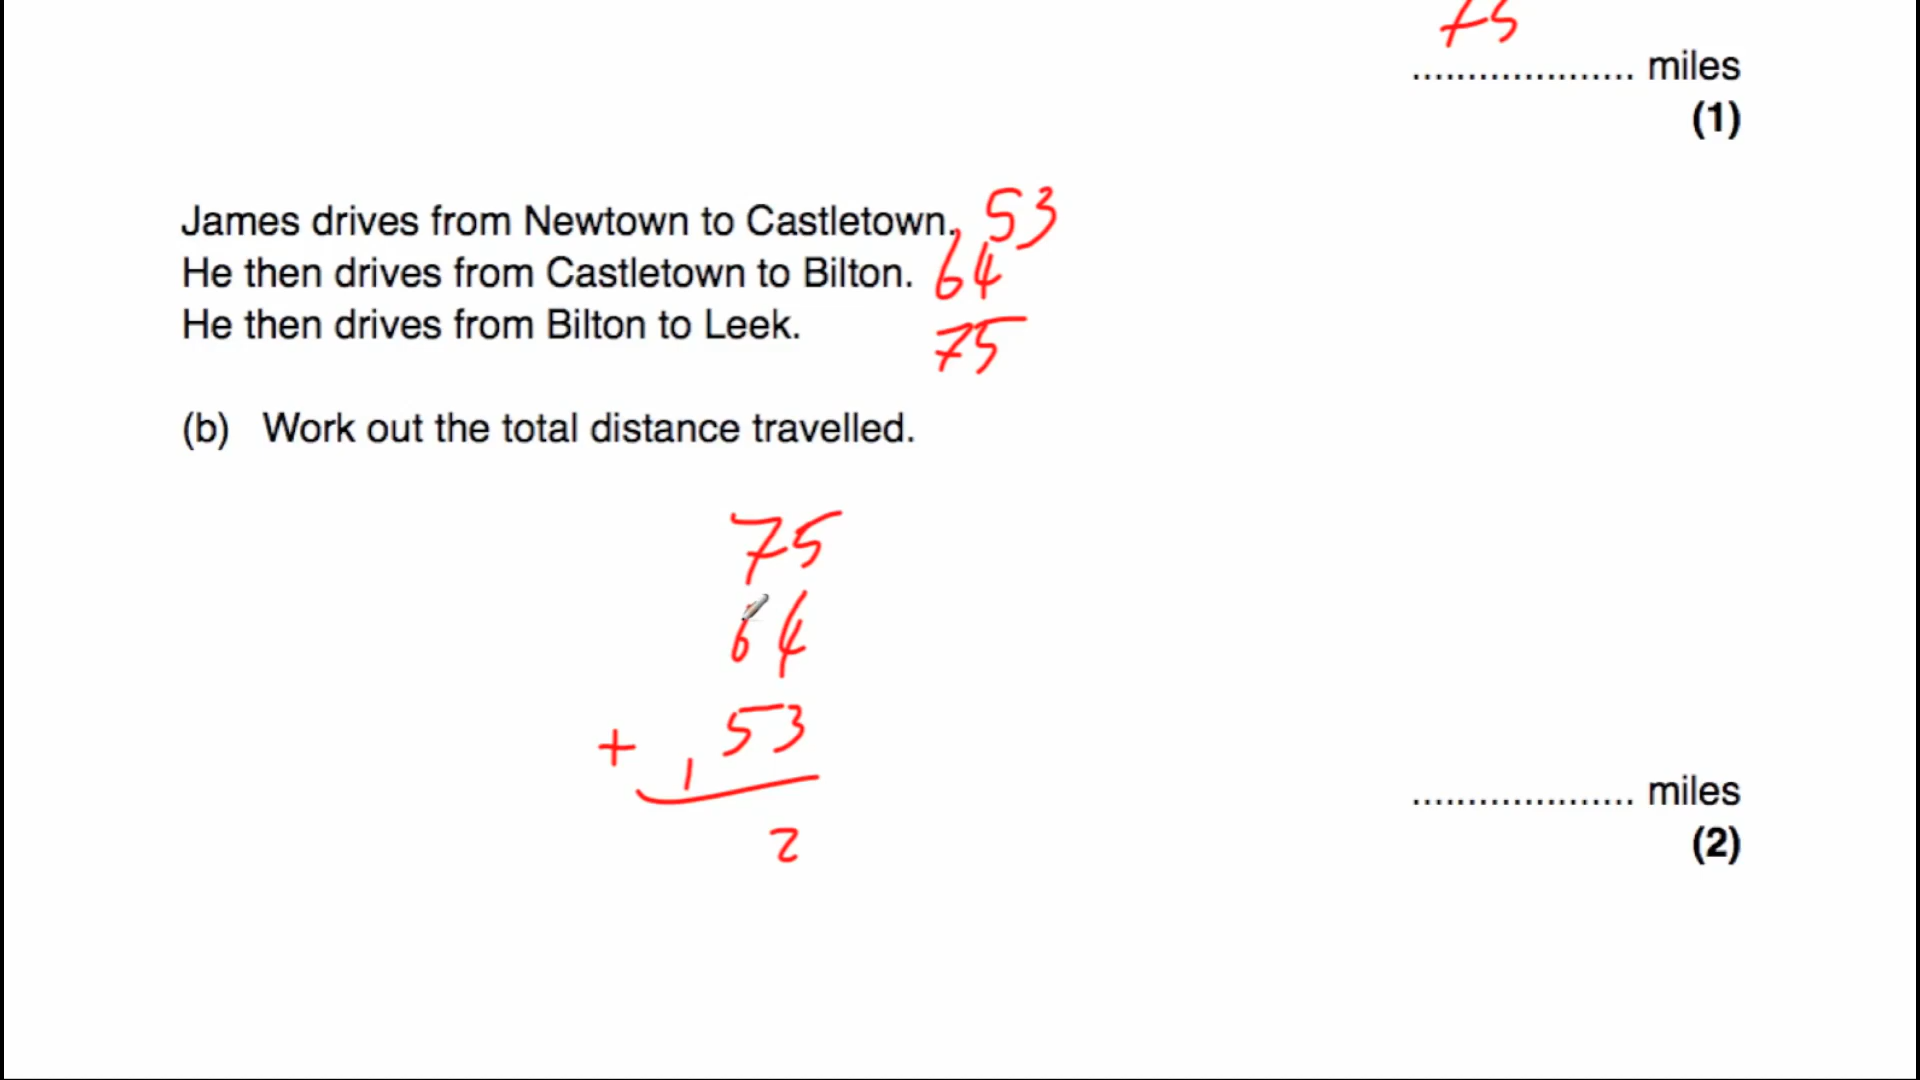 75
.................... miles
(1)
James drives from Newtown to Castletown. 53
He then drives from Castletown to Bilton. 64
He then drives from Bilton to Leek. 75
(b) Work out the total distance travelled.
75
64
+ 1 53
2
.................... miles
(2)